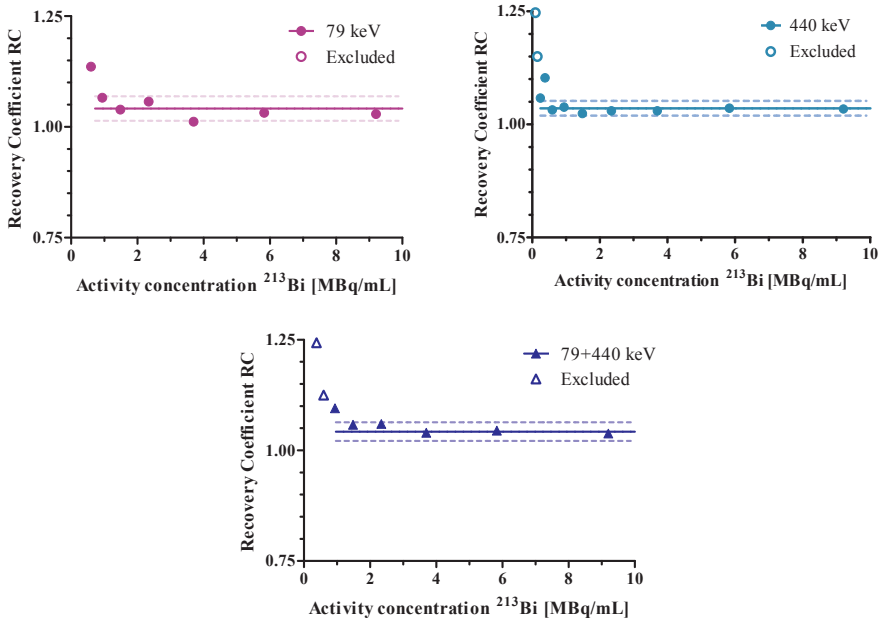 Recovery Coefficient RC
1.25
1.00
0.75
79 keV
Excluded
0 2 4 6 8 10
Activity concentration ²¹³Bi [MBq/mL]
Recovery Coefficient RC
1.25
1.00
0.75
440 keV
Excluded
0 2 4 6 8 10
Activity concentration ²¹³Bi [MBq/mL]
Recovery Coefficient RC
1.25
1.00
0.75
79+440 keV
Excluded
0 2 4 6 8 10
Activity concentration ²¹³Bi [MBq/mL]